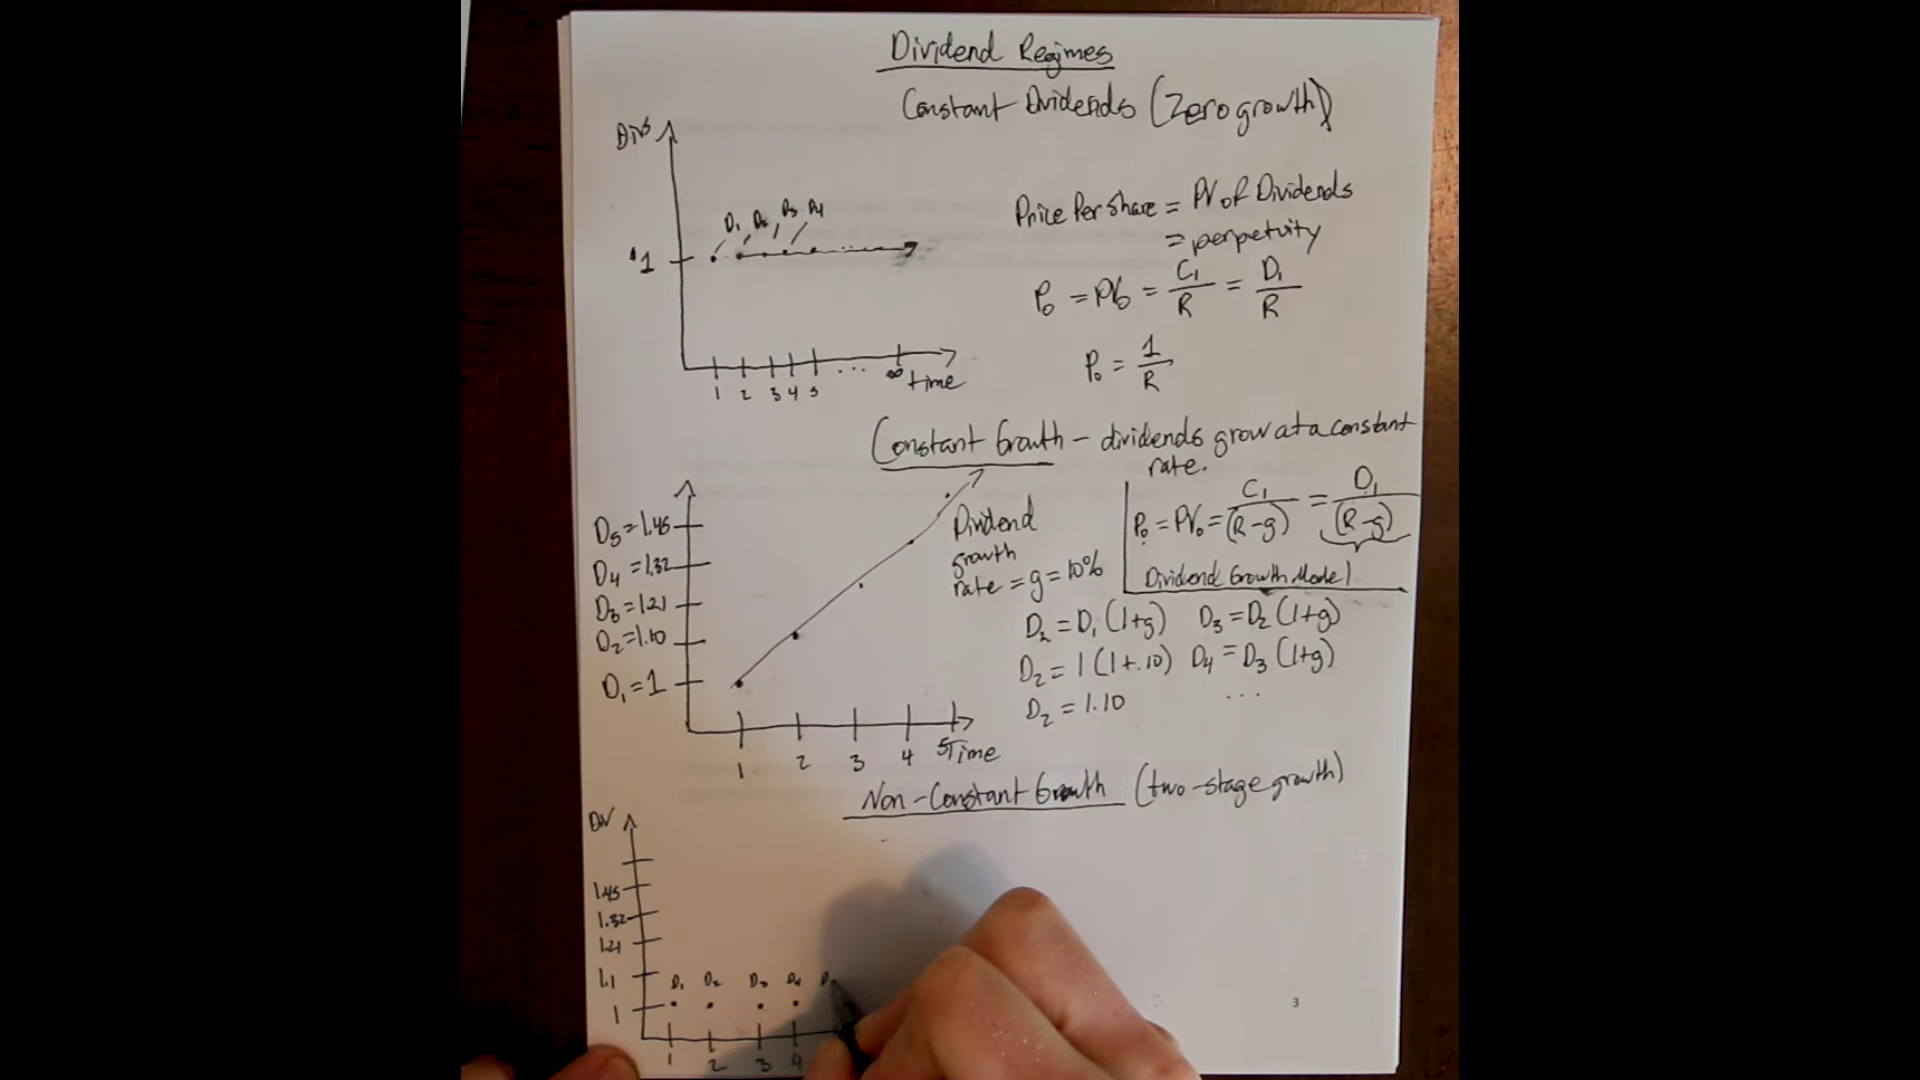 Dividend Regimes
Constant Dividends (Zero growth)
Divs
D1 D2 D3 D4
$1
1 2 3 4 5 ... ∞ time
Price Per Share = PV of Dividends
= perpetuity
P0 = PV0 = C1/R = D1/R
P0 = 1/R
Constant Growth - dividends grow at a constant
rate.
D5 = 1.45
D4 = 1.32
D3 = 1.21
D2 = 1.10
D1 = 1
1 2 3 4 5 Time
Dividend
growth
rate = g = 10%
P0 = PV0 = C1/(R-g) = D1/(R-g)
Dividend Growth Model
D2 = D1 (1+g) D3 = D2 (1+g)
D2 = 1 (1+.10) D4 = D3 (1+g)
D2 = 1.10 ...
Non-Constant Growth (two-stage growth)
Div
1.45
1.32
1.21
1.1
1
D1 D2 D3 D4
1 2 3 4
3